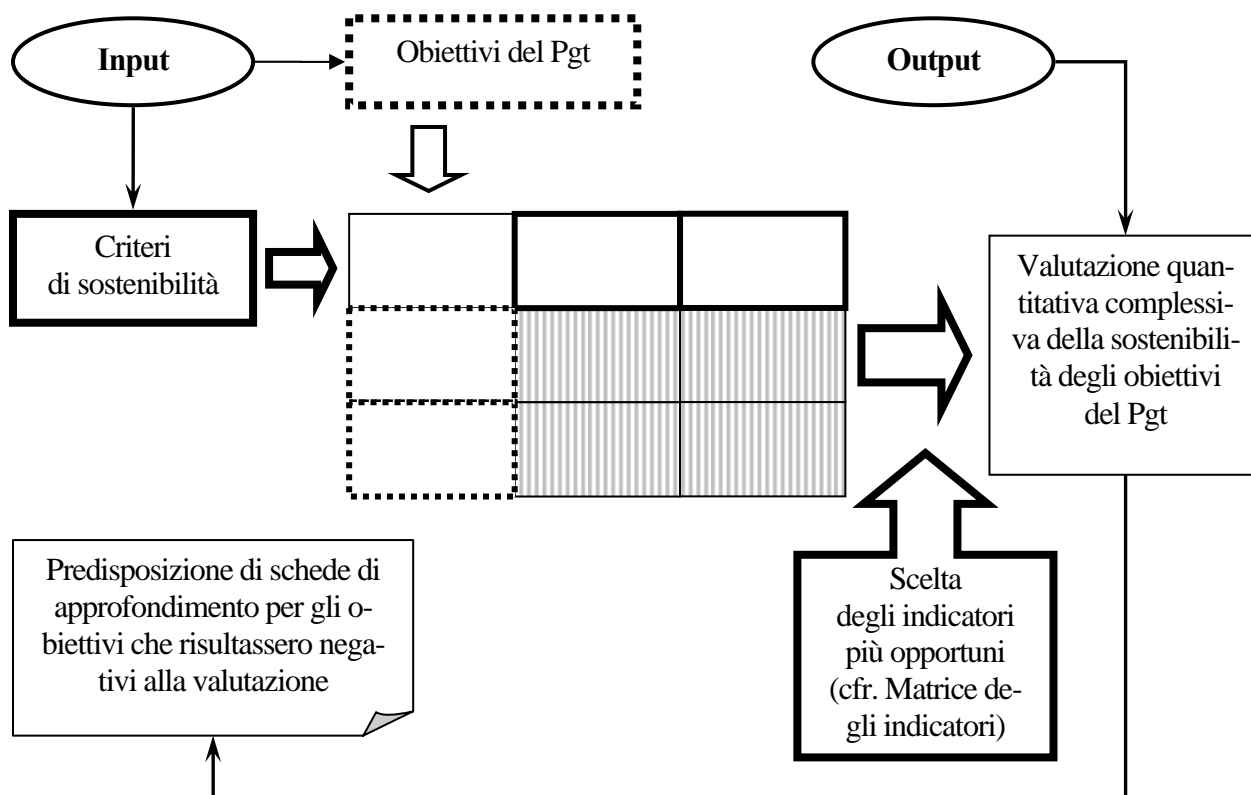 Input
Obiettivi del Pgt
Output
Criteri
di sostenibilità
Valutazione quan-
titativa complessi-
va della sostenibili-
tà degli obiettivi
del Pgt
Predisposizione di schede di
approfondimento per gli o-
biettivi che risultassero nega-
tivi alla valutazione
Scelta
degli indicatori
più opportuni
(cfr. Matrice de-
gli indicatori)